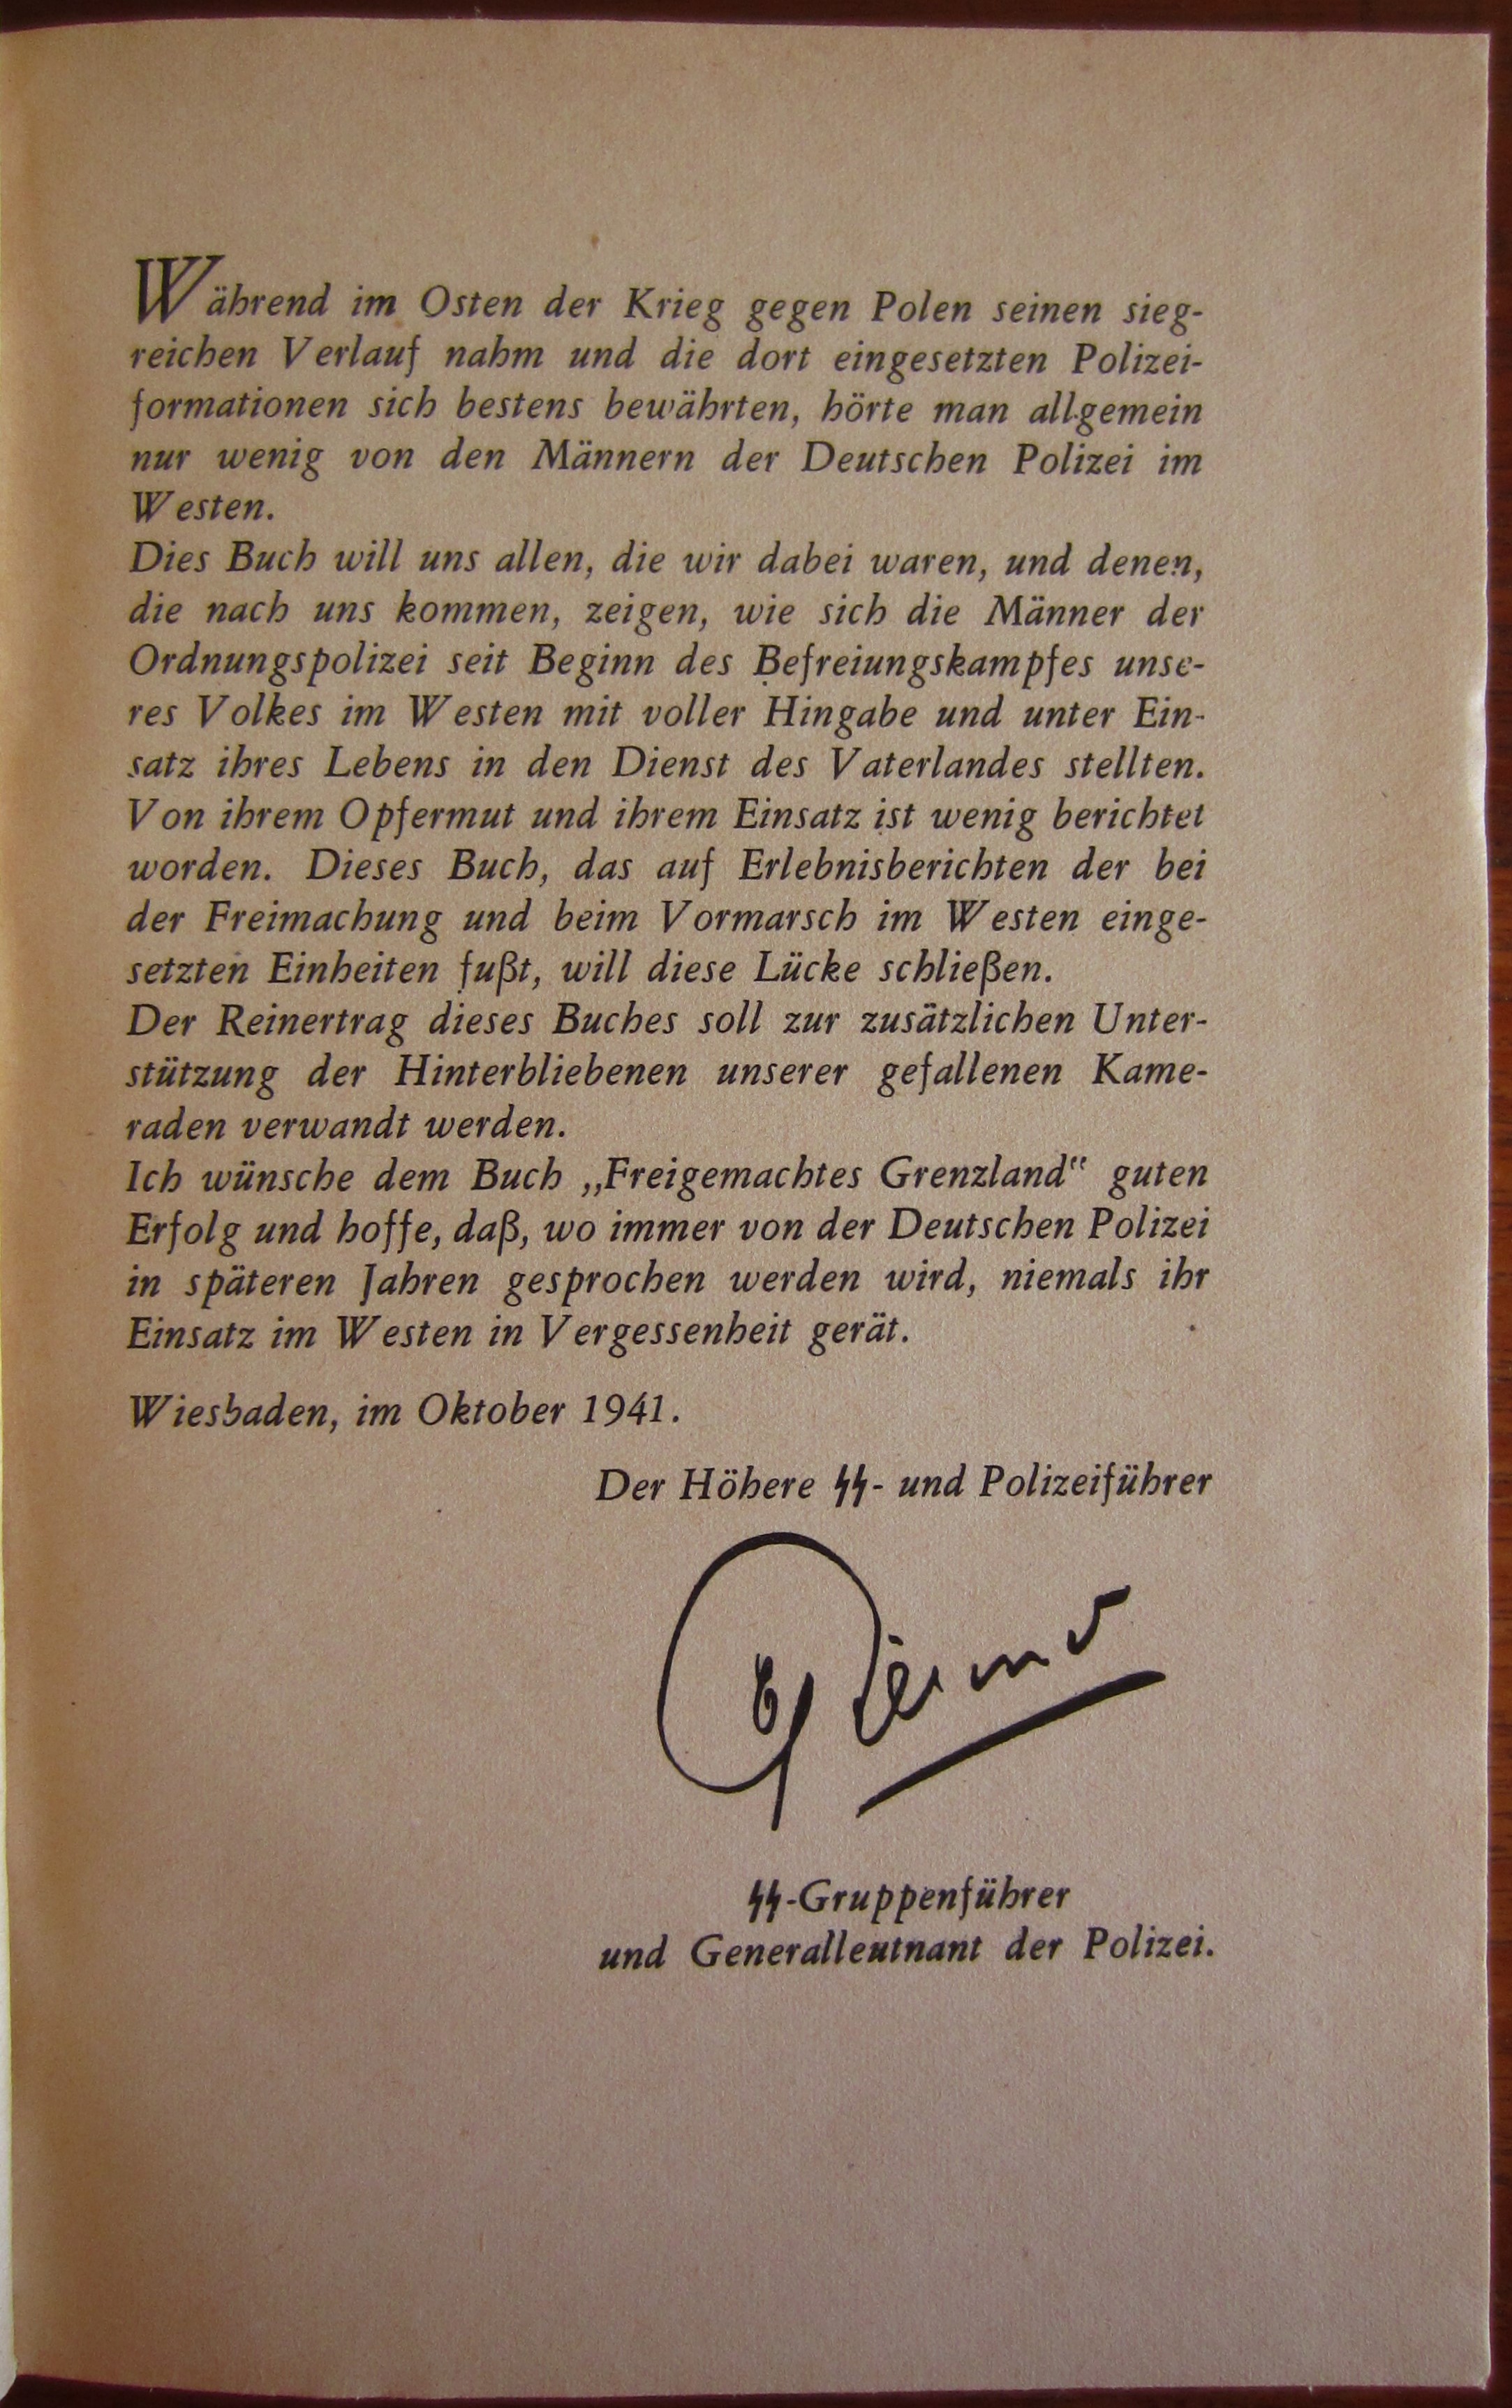 Während im Osten der Krieg gegen Polen seinen sieg-
reichen Verlauf nahm und die dort eingesetzten Polizei-
formationen sich bestens bewährten, hörte man allgemein
nur wenig von den Männern der Deutschen Polizei im
Westen.
Dies Buch will uns allen, die wir dabei waren, und denen,
die nach uns kommen, zeigen, wie sich die Männer der
Ordnungspolizei seit Beginn des Befreiungskampfes unse-
res Volkes im Westen mit voller Hingabe und unter Ein-
satz ihres Lebens in den Dienst des Vaterlandes stellten.
Von ihrem Opfermut und ihrem Einsatz ist wenig berichtet
worden. Dieses Buch, das auf Erlebnisberichten der bei
der Freimachung und beim Vormarsch im Westen einge-
setzten Einheiten fußt, will diese Lücke schließen.
Der Reinertrag dieses Buches soll zur zusätzlichen Unter-
stützung der Hinterbliebenen unserer gefallenen Kame-
raden verwandt werden.
Ich wünsche dem Buch „Freigemachtes Grenzland“ guten
Erfolg und hoffe, daß, wo immer von der Deutschen Polizei
in späteren Jahren gesprochen werden wird, niemals ihr
Einsatz im Westen in Vergessenheit gerät.
Wiesbaden, im Oktober 1941.
Der Höhere ᛋᛋ- und Polizeiführer
ᛋᛋ-Gruppenführer
und Generalleutnant der Polizei.